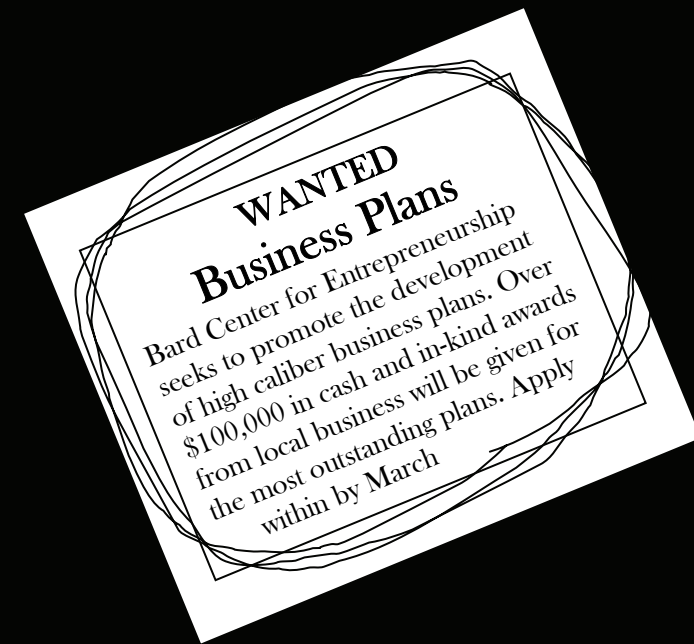 WANTED
Business Plans
Bard Center for Entrepreneurship
seeks to promote the development
of high caliber business plans. Over
$100,000 in cash and in-kind awards
from local business will be given for
the most outstanding plans. Apply
within by March